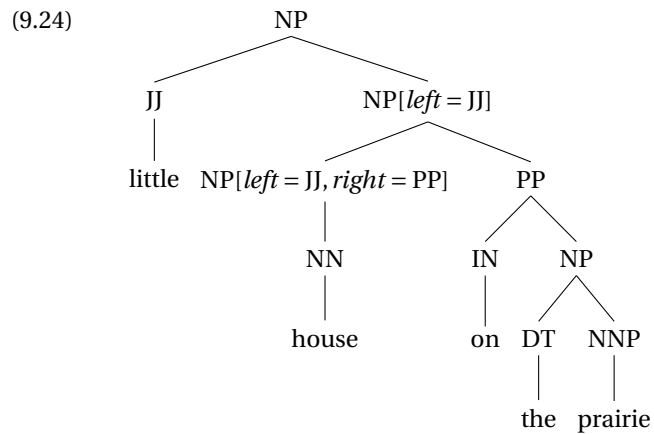 (9.24) NP
JJ NP[left = JJ]
little NP[left = JJ, right = PP] PP
NN IN NP
house on DT NNP
the prairie